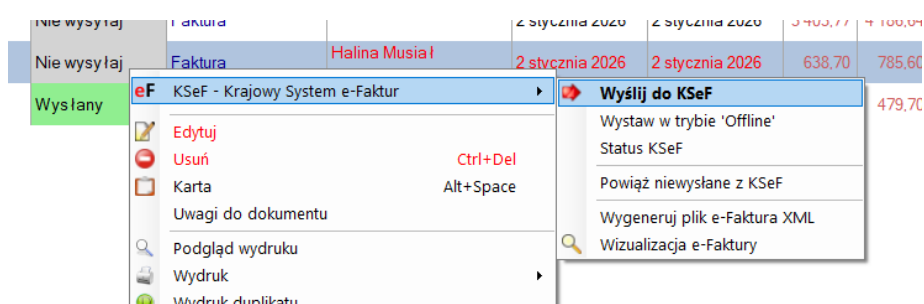 Nie wysyłaj Faktura 2 stycznia 2026 2 stycznia 2026
Nie wysyłaj Faktura Halina Musiał 2 stycznia 2026 2 stycznia 2026 638,70 785,60
Wysłany 479,70
eF KSeF - Krajowy System e-Faktur
Edytuj
Usuń Ctrl+Del
Karta Alt+Space
Uwagi do dokumentu
Podgląd wydruku
Wydruk
Wydruk duplikatu
Wyślij do KSeF
Wystaw w trybie 'Offline'
Status KSeF
Powiąż niewysłane z KSeF
Wygeneruj plik e-Faktura XML
Wizualizacja e-Faktury